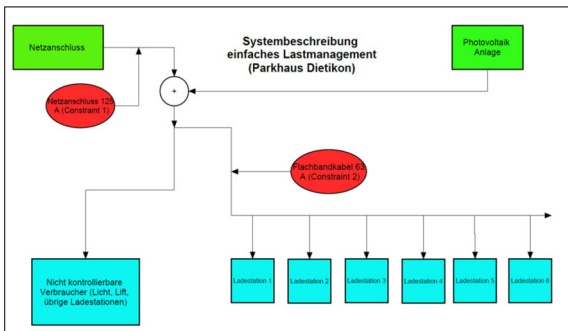 Netzanschluss
Systembeschreibung
einfaches Lastmanagement
(Parkhaus Dietikon)
Photovoltaik
Anlage
+
Netzanschluss 125
A (Constraint 1)
Flachbandkabel 63
A (Constraint 2)
Nicht kontrollierbare
Verbraucher (Licht, Lift,
übrige Ladestationen)
Ladestation 1
Ladestation 2
Ladestation 3
Ladestation 4
Ladestation 5
Ladestation 6